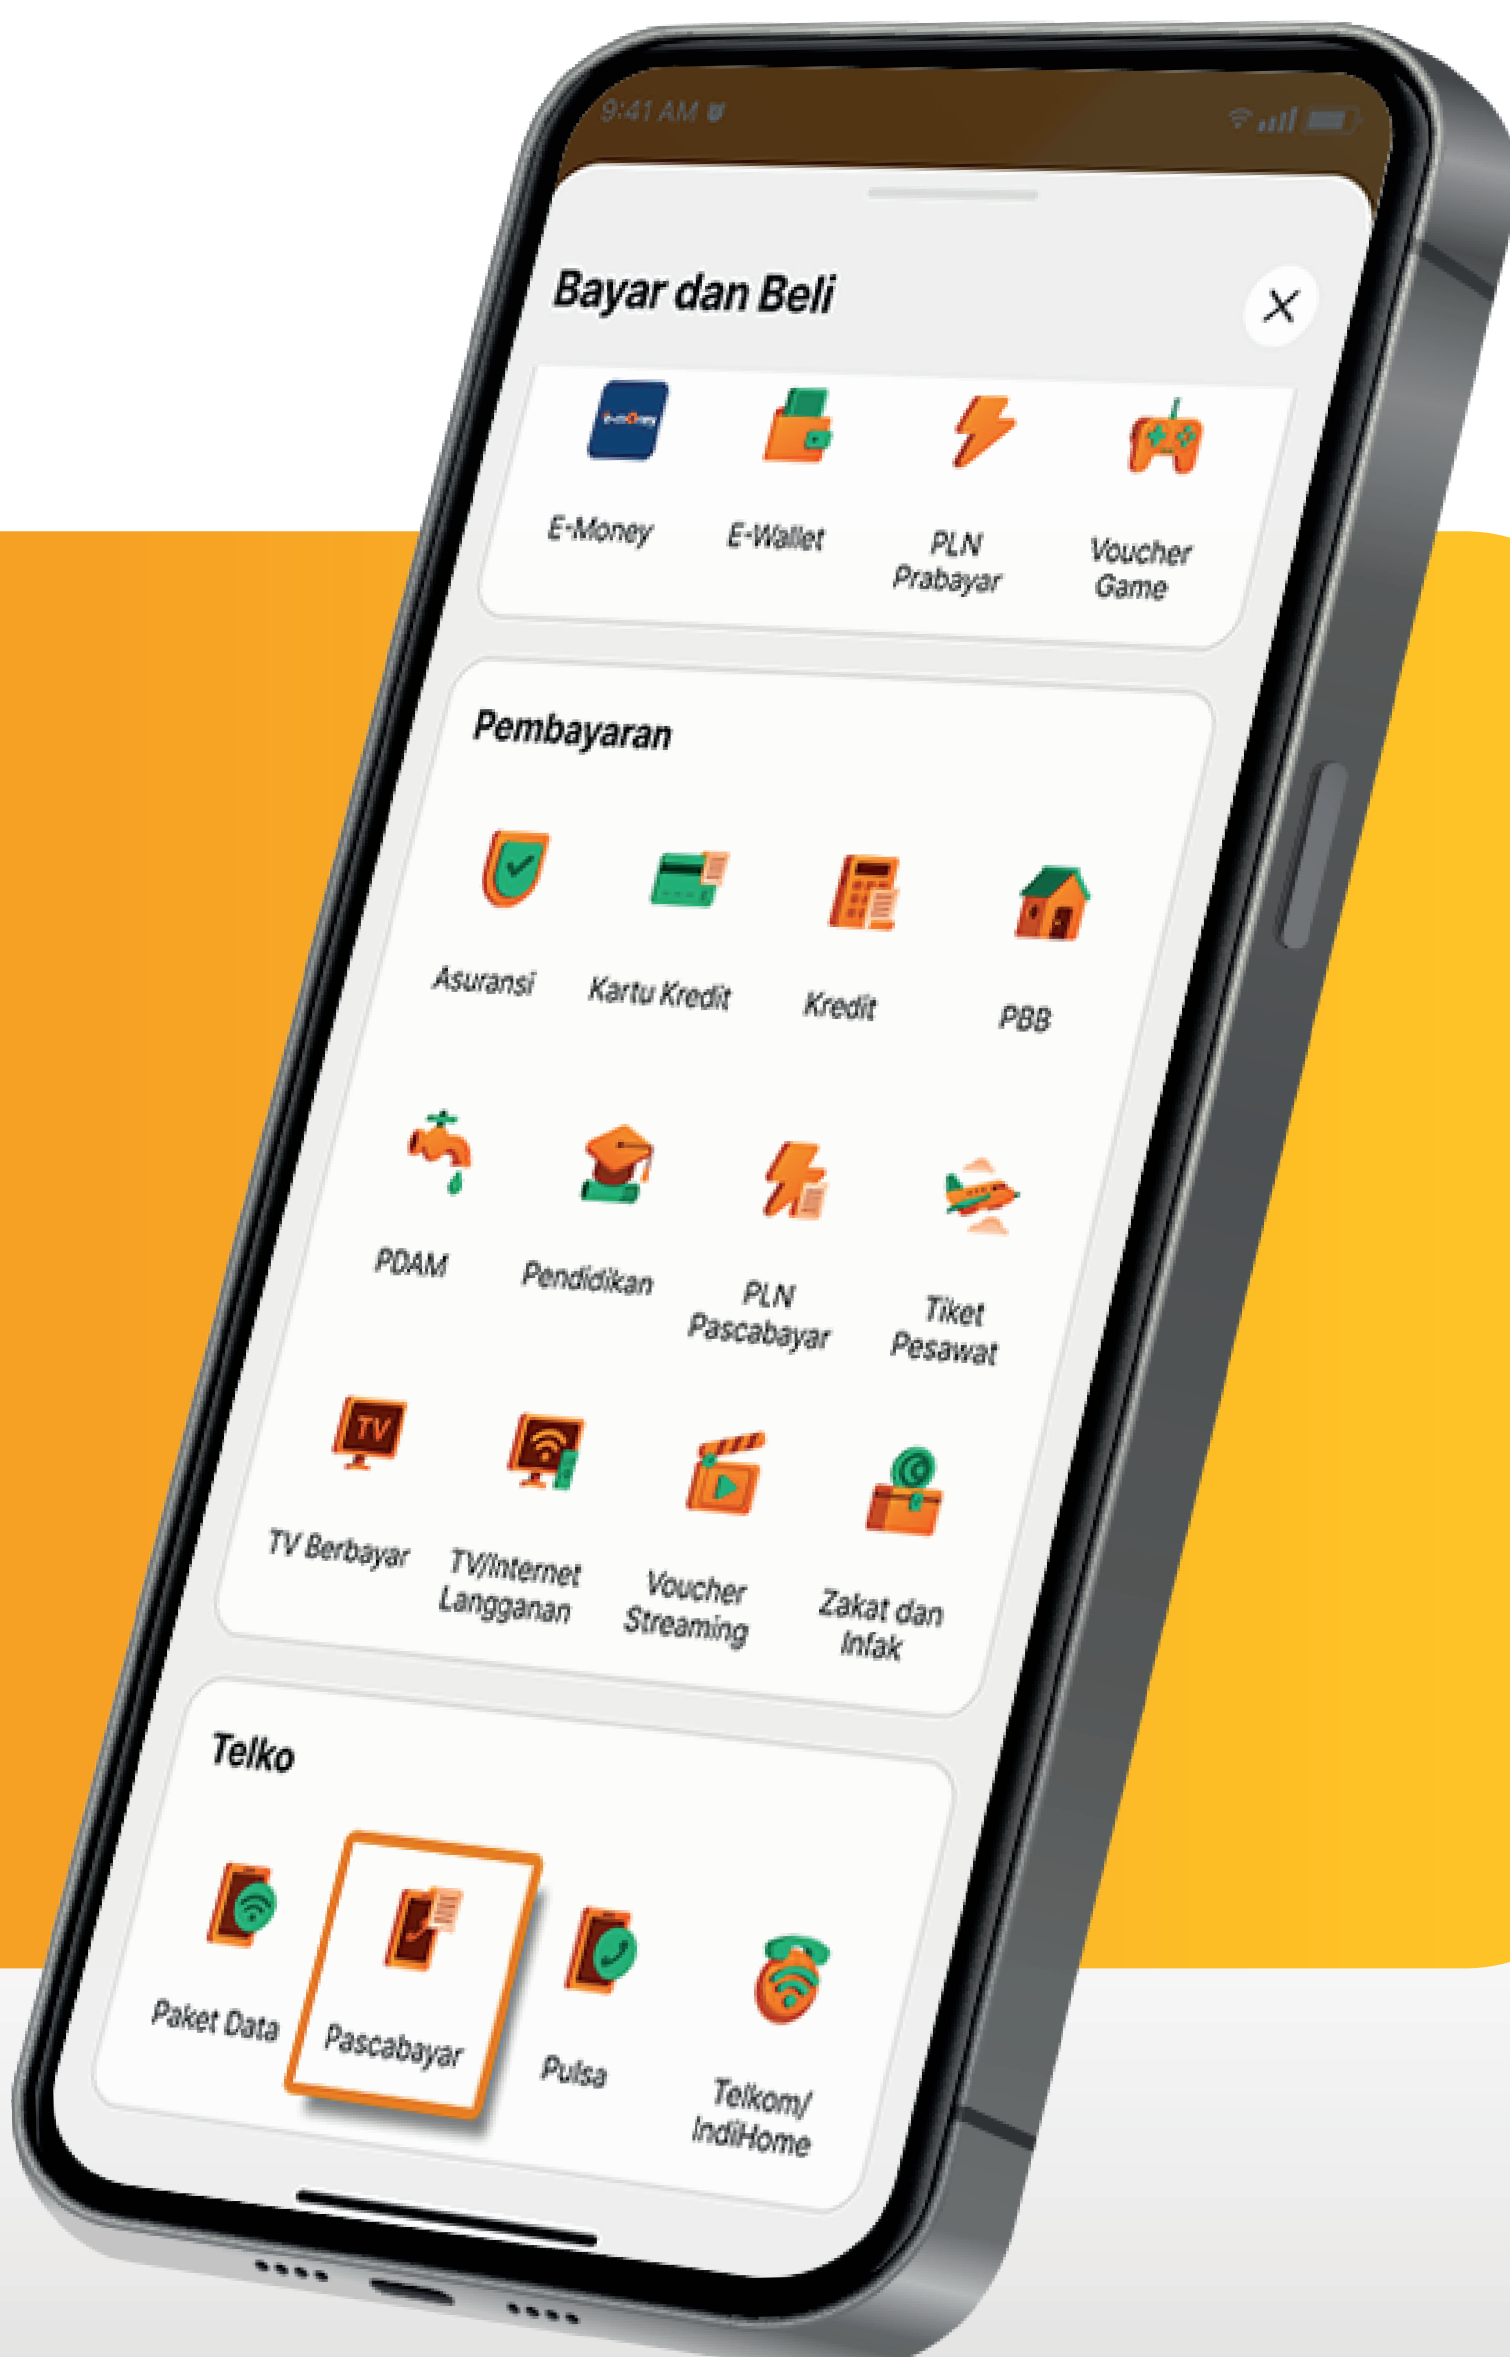 9:41 AM
Bayar dan Beli
e-money
E-Money
E-Wallet
PLN
Prabayar
Voucher
Game
Pembayaran
Asuransi
Kartu Kredit
Kredit
PBB
PDAM
Pendidikan
PLN
Pascabayar
Tiket
Pesawat
TV
TV Berbayar
TV/Internet
Langganan
Voucher
Streaming
Zakat dan
Infak
Telko
Paket Data
Pascabayar
Pulsa
Telkom/
IndiHome